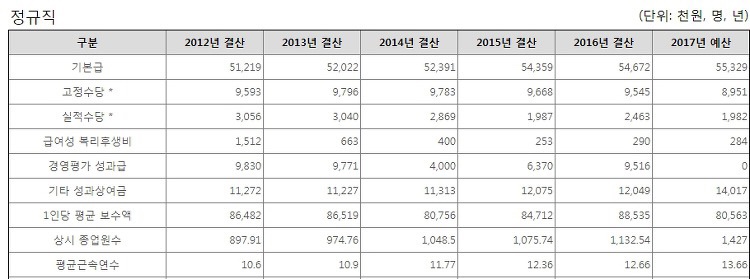 정규직 (단위: 천원, 명, 년)
구분 2012년 결산 2013년 결산 2014년 결산 2015년 결산 2016년 결산 2017년 예산
기본급 51,219 52,022 52,391 54,359 54,672 55,329
고정수당 * 9,593 9,796 9,783 9,668 9,545 8,951
실적수당 * 3,056 3,040 2,869 1,987 2,463 1,982
급여성 복리후생비 1,512 663 400 253 290 284
경영평가 성과급 9,830 9,771 4,000 6,370 9,516 0
기타 성과상여금 11,272 11,227 11,313 12,075 12,049 14,017
1인당 평균 보수액 86,482 86,519 80,756 84,712 88,535 80,563
상시 종업원수 897.91 974.76 1,048.5 1,075.74 1,132.54 1,427
평균근속연수 10.6 10.9 11.77 12.36 12.66 13.66